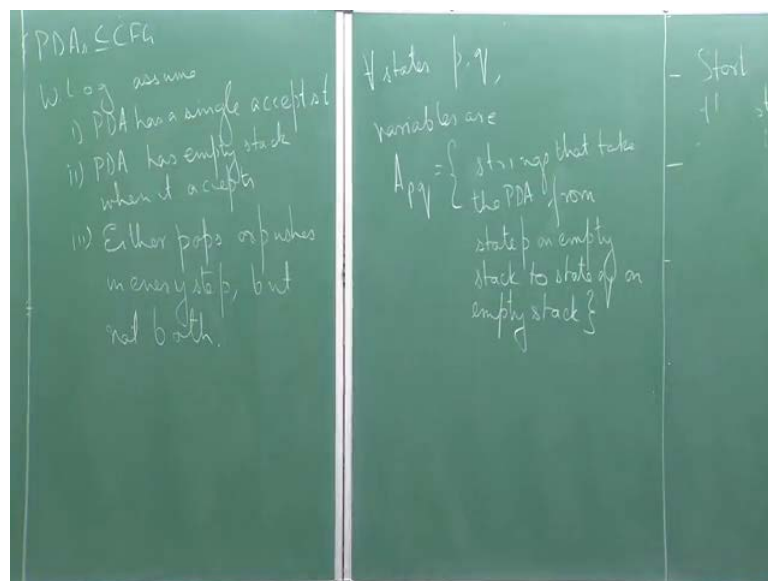 PDAs ⊆ CFG
W.Log assume
i) PDA has a single accept st
ii) PDA has empty stack
when it accepts
iii) Either pops or pushes
in every step, but
not both.
∀ states p, q,
variables are
A_pq = { strings that take
the PDA from
state p on empty
stack to state q on
empty stack }
- Start
-